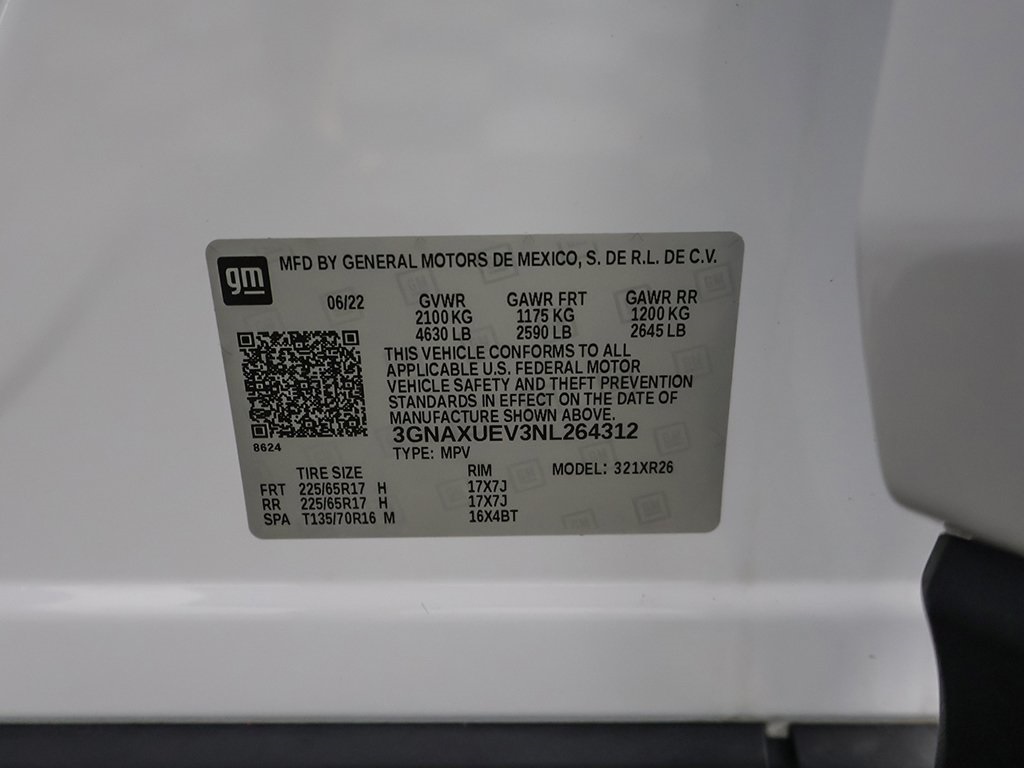 gm
MFD BY GENERAL MOTORS DE MEXICO, S. DE R.L. DE C.V.
06/22 GVWR GAWR FRT GAWR RR
2100 KG 1175 KG 1200 KG
4630 LB 2590 LB 2645 LB
THIS VEHICLE CONFORMS TO ALL
APPLICABLE U.S. FEDERAL MOTOR
VEHICLE SAFETY AND THEFT PREVENTION
STANDARDS IN EFFECT ON THE DATE OF
MANUFACTURE SHOWN ABOVE.
3GNAXUEV3NL264312
8624
TYPE: MPV
TIRE SIZE RIM MODEL: 321XR26
FRT 225/65R17 H 17X7J
RR 225/65R17 H 17X7J
SPA T135/70R16 M 16X4BT